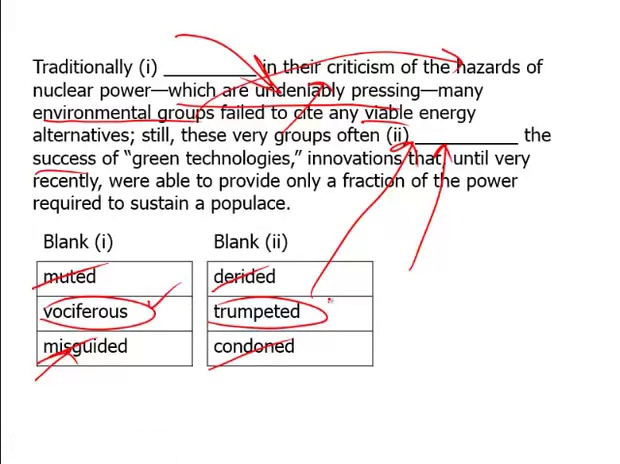 Traditionally (i) __________ in their criticism of the hazards of
nuclear power—which are undeniably pressing—many
environmental groups failed to cite any viable energy
alternatives; still, these very groups often (ii) ___________ the
success of “green technologies,” innovations that, until very
recently, were able to provide only a fraction of the power
required to sustain a populace.
Blank (i) Blank (ii)
muted derided
vociferous trumpeted
misguided condoned